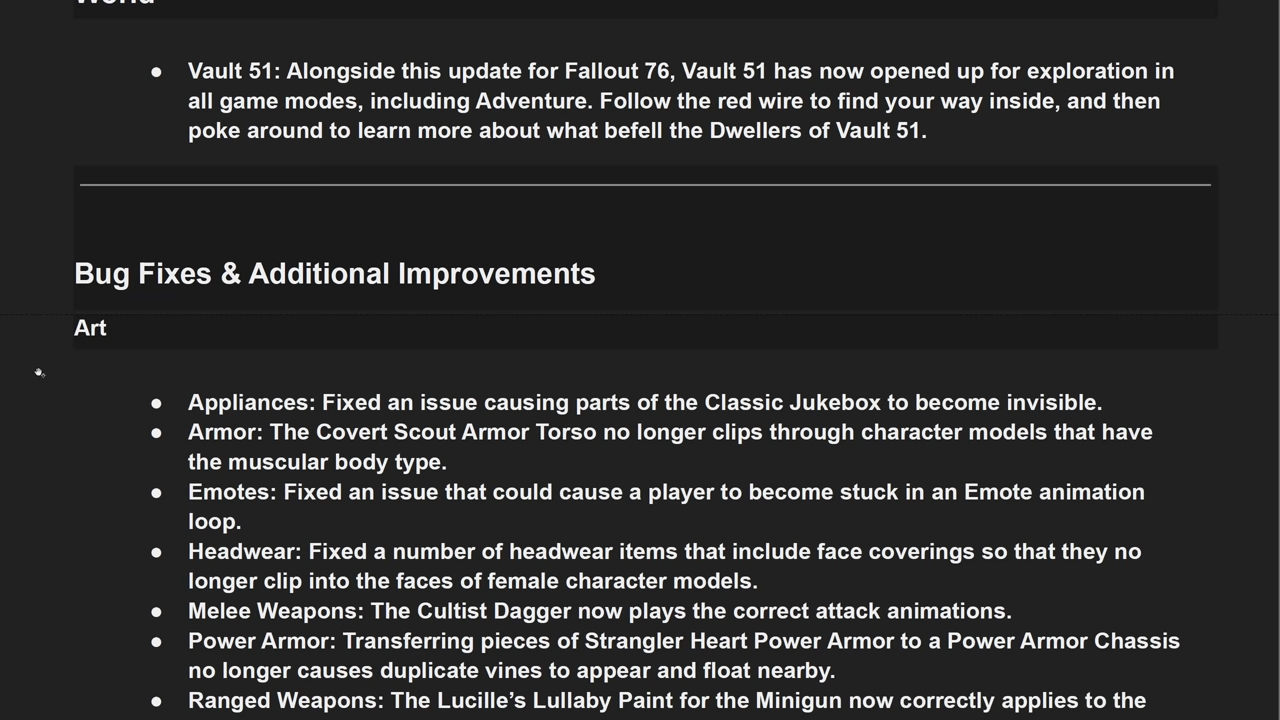 World
● Vault 51: Alongside this update for Fallout 76, Vault 51 has now opened up for exploration in
all game modes, including Adventure. Follow the red wire to find your way inside, and then
poke around to learn more about what befell the Dwellers of Vault 51.
Bug Fixes & Additional Improvements
Art
● Appliances: Fixed an issue causing parts of the Classic Jukebox to become invisible.
● Armor: The Covert Scout Armor Torso no longer clips through character models that have
the muscular body type.
● Emotes: Fixed an issue that could cause a player to become stuck in an Emote animation
loop.
● Headwear: Fixed a number of headwear items that include face coverings so that they no
longer clip into the faces of female character models.
● Melee Weapons: The Cultist Dagger now plays the correct attack animations.
● Power Armor: Transferring pieces of Strangler Heart Power Armor to a Power Armor Chassis
no longer causes duplicate vines to appear and float nearby.
● Ranged Weapons: The Lucille’s Lullaby Paint for the Minigun now correctly applies to the